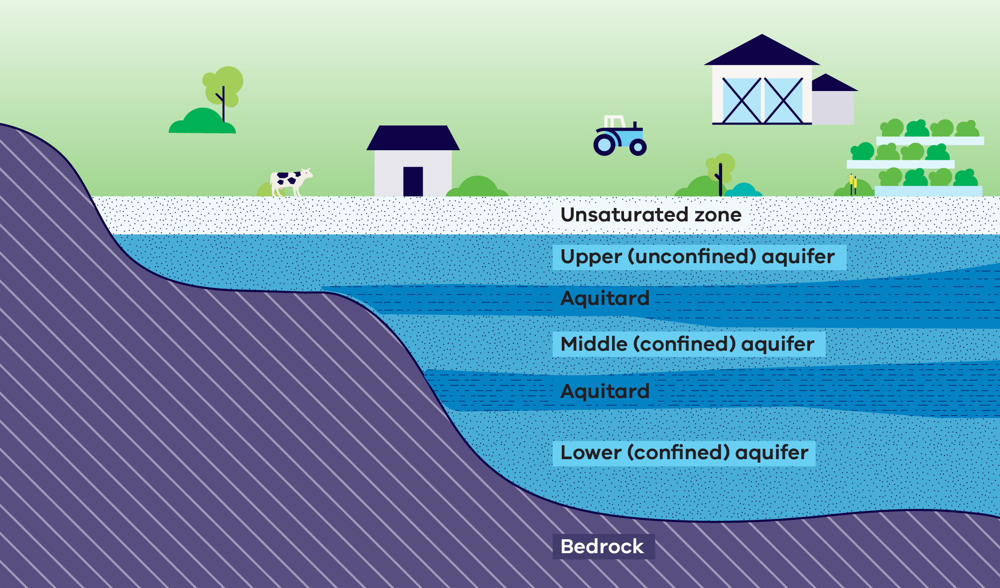 Unsaturated zone
Upper (unconfined) aquifer
Aquitard
Middle (confined) aquifer
Aquitard
Lower (confined) aquifer
Bedrock